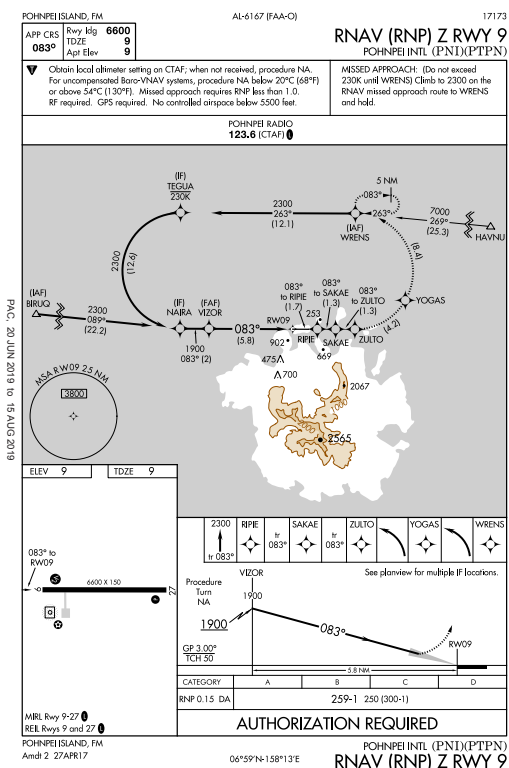 POHNPEI ISLAND, FM
AL-6167 (FAA-O)
17173
APP CRS
083°
Rwy ldg 6600
TDZE 9
Apt Elev 9
RNAV (RNP) Z RWY 9
POHNPEI INTL (PNI)(PTPN)
Obtain local altimeter setting on CTAF; when not received, procedure NA.
For uncompensated Baro-VNAV systems, procedure NA below 20°C (68°F)
or above 54°C (130°F). Missed approach requires RNP less than 1.0.
RF required. GPS required. No controlled airspace below 5500 feet.
MISSED APPROACH: (Do not exceed
230K until WRENS) Climb to 2300 on the
RNAV missed approach route to WRENS
and hold.
POHNPEI RADIO
123.6 (CTAF)
(IF)
TEGUA
230K
5 NM
083°
263°
2300
263°
(12.1)
(IAF)
WRENS
7000
269°
(25.3)
HAVNU
2300
(12.6)
(8.4)
(IAF)
BIRUQ
2300
089°
(22.2)
(IF)
NAIRA
(FAF)
VIZOR
1900
083° (2)
083°
(5.8)
RW09
083°
to RIPIE
(1.7)
083°
to SAKAE
(1.3)
083°
to ZULTO
(1.3)
YOGAS
(4.2)
253
RIPIE
SAKAE
ZULTO
902
669
475
700
2067
2565
MSA RW09 25 NM
3800
PAC, 20 JUN 2019 to 15 AUG 2019
ELEV 9
TDZE 9
083° to
RW09
6600 X 150
27
MIRL Rwy 9-27
REIL Rwys 9 and 27
2300
tr 083°
RIPIE
tr
083°
SAKAE
tr
083°
ZULTO
YOGAS
WRENS
Procedure
Turn
NA
VIZOR
See planview for multiple IF locations.
1900
1900
083°
RW09
GP 3.00°
TCH 50
5.8 NM
CATEGORY A B C D
RNP 0.15 DA 259-1 250 (300-1)
AUTHORIZATION REQUIRED
POHNPEI ISLAND, FM
Amdt 2 27APR17
06°59'N-158°13'E
POHNPEI INTL (PNI)(PTPN)
RNAV (RNP) Z RWY 9